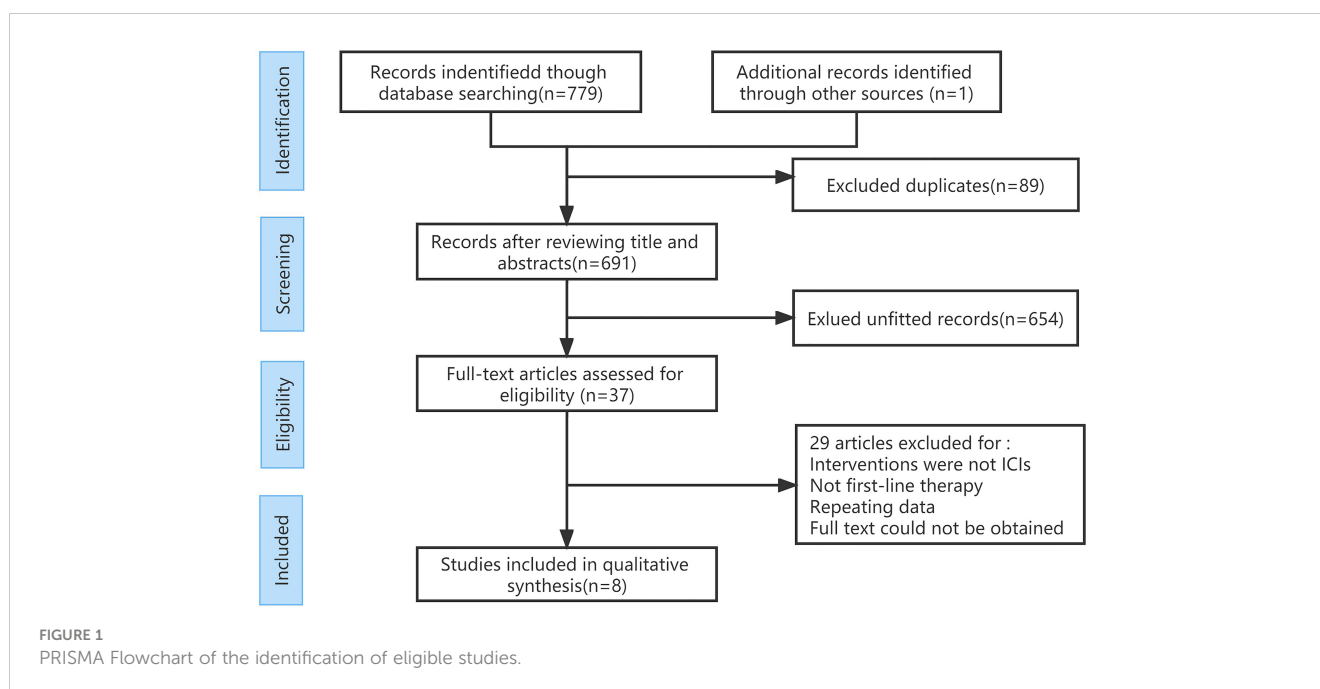 Identification
Records indentifiedd though
database searching(n=779)
Additional records identified
through other sources (n=1)
Excluded duplicates(n=89)
Screening
Records after reviewing title and
abstracts(n=691)
Exlued unfitted records(n=654)
Eligibility
Full-text articles assessed for
eligibility (n=37)
29 articles excluded for :
Interventions were not ICIs
Not first-line therapy
Repeating data
Full text could not be obtained
Included
Studies included in qualitative
synthesis(n=8)
FIGURE 1
PRISMA Flowchart of the identification of eligible studies.